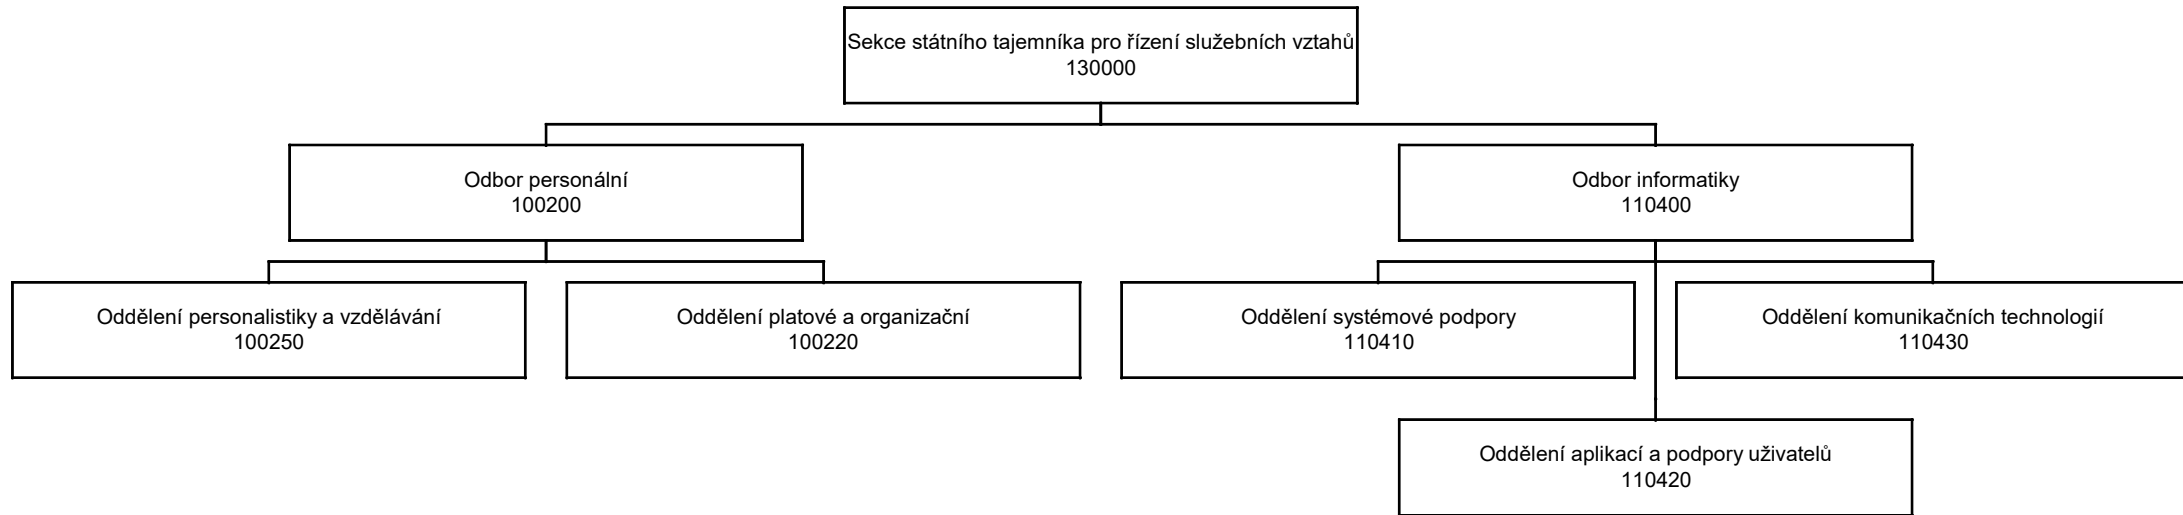 Sekce státního tajemníka pro řízení služebních vztahů
130000
Odbor personální
100200
Odbor informatiky
110400
Oddělení personalistiky a vzdělávání
100250
Oddělení platové a organizační
100220
Oddělení systémové podpory
110410
Oddělení komunikačních technologií
110430
Oddělení aplikací a podpory uživatelů
110420